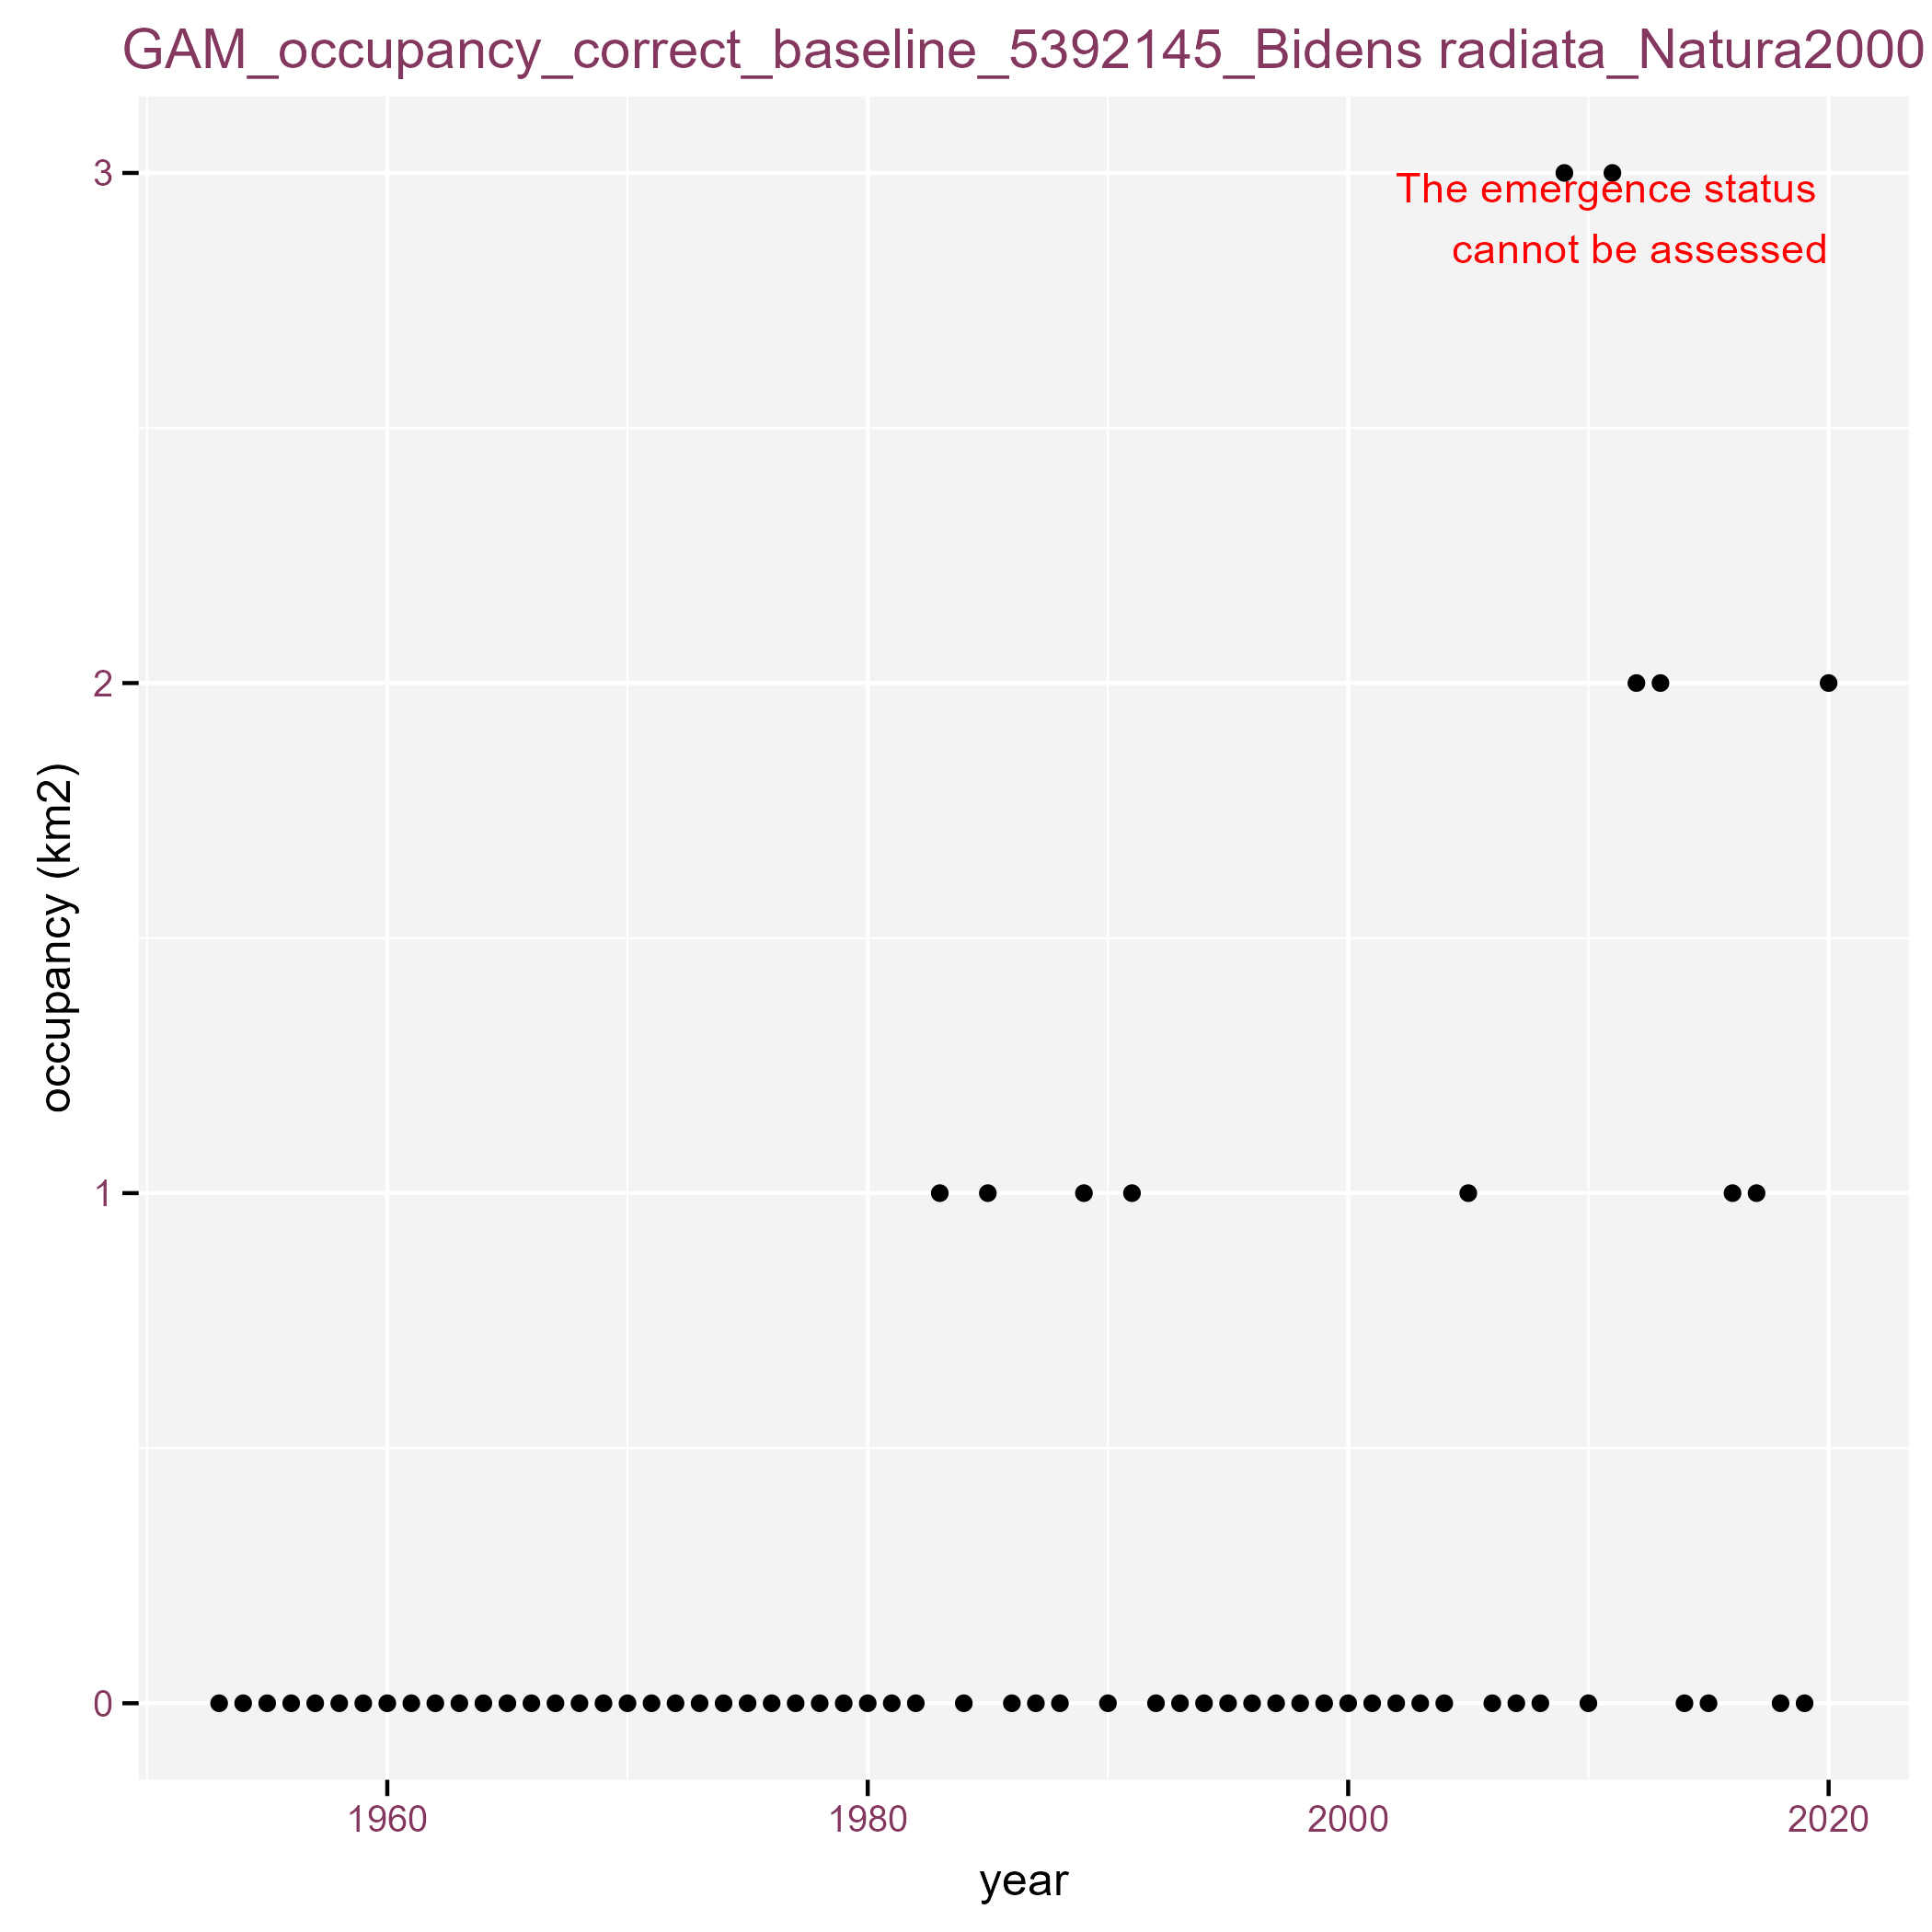 GAM_occupancy_correct_baseline_5392145_Bidens radiata_Natura2000
3
The emergence status
cannot be assessed
2
occupancy (km2)
1
0
1960 1980 2000 2020
year